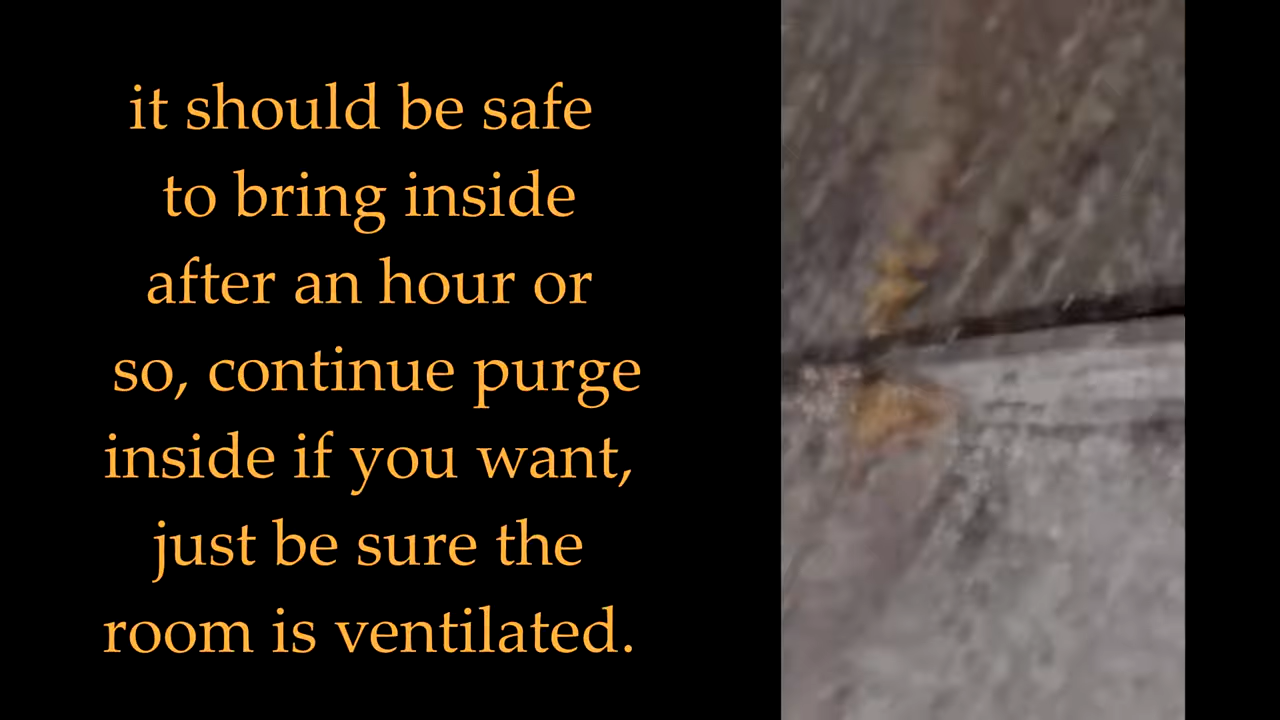 it should be safe
to bring inside
after an hour or
so, continue purge
inside if you want,
just be sure the
room is ventilated.